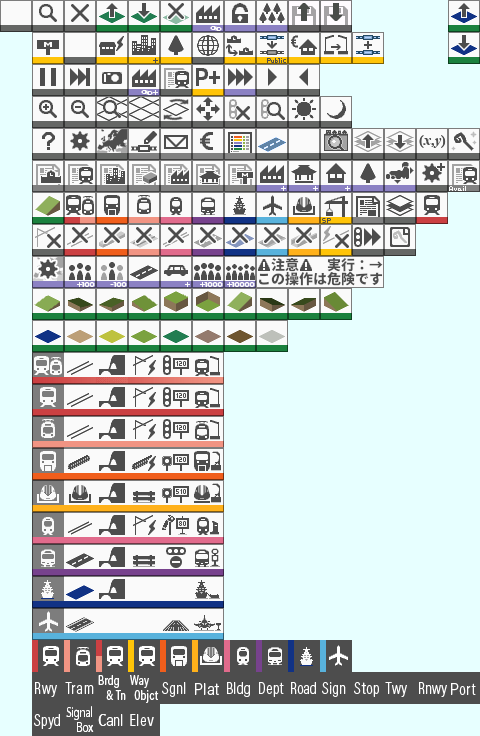 M
Public
€
P+
?
€
(x,y)
+
+
+
+
Avail
SP
+100
-100
+1000
+10000
⚠注意⚠ 実行：→
この操作は危険です
120
120
120
120
510
80
Rwy Tram Brdg & Tn Way Objct Sgnl Plat Bldg Dept Road Sign Stop Twy Rnwy Port
Spyd Signal Box Canl Elev